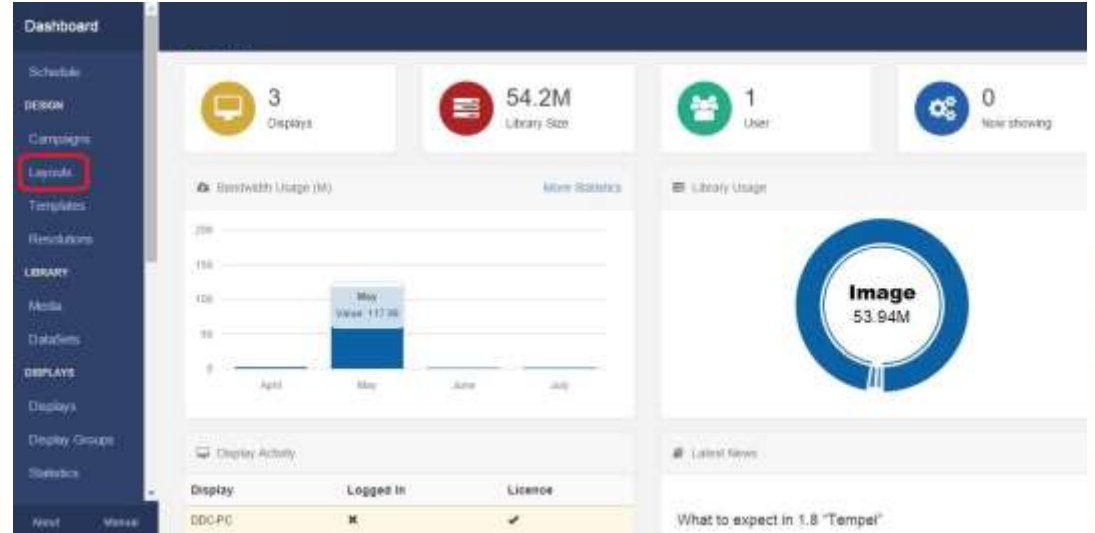 Dashboard
Schedule
DESIGN
Campaigns
Layouts
Templates
Resolutions
LIBRARY
Media
DataSets
DISPLAYS
Displays
Display Groups
Statistics
About Manual
3
Displays
54.2M
Library Size
1
User
0
Now showing
Bandwidth Usage (M) More Statistics
200
150
100
50
0
May
Value: 117.98
April May June July
Library Usage
Image
53.94M
Display Activity
Display Logged In Licence
DDC-PC
Latest News
What to expect in 1.8 "Tempel"